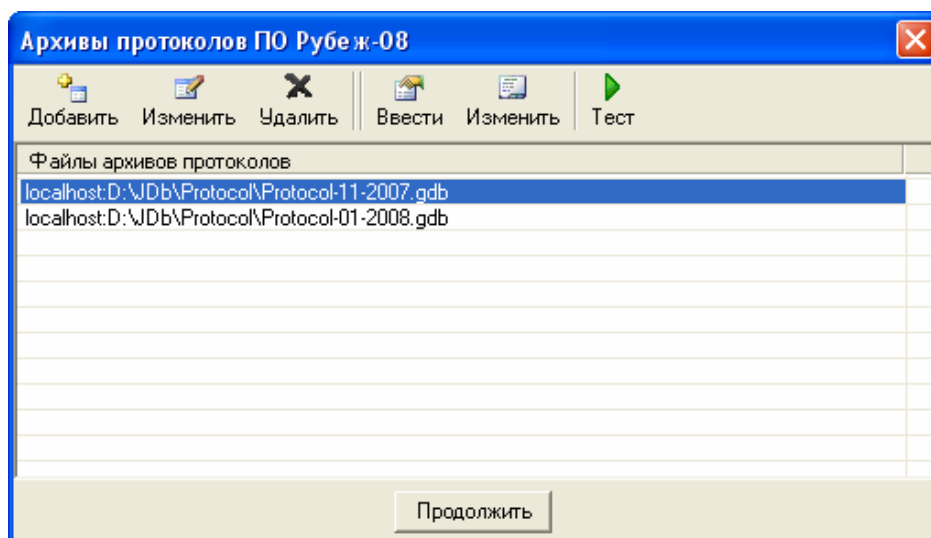 Архивы протоколов ПО Рубеж-08
Добавить Изменить Удалить Ввести Изменить Тест
Файлы архивов протоколов
localhost:D:\JDb\Protocol\Protocol-11-2007.gdb
localhost:D:\JDb\Protocol\Protocol-01-2008.gdb
Продолжить